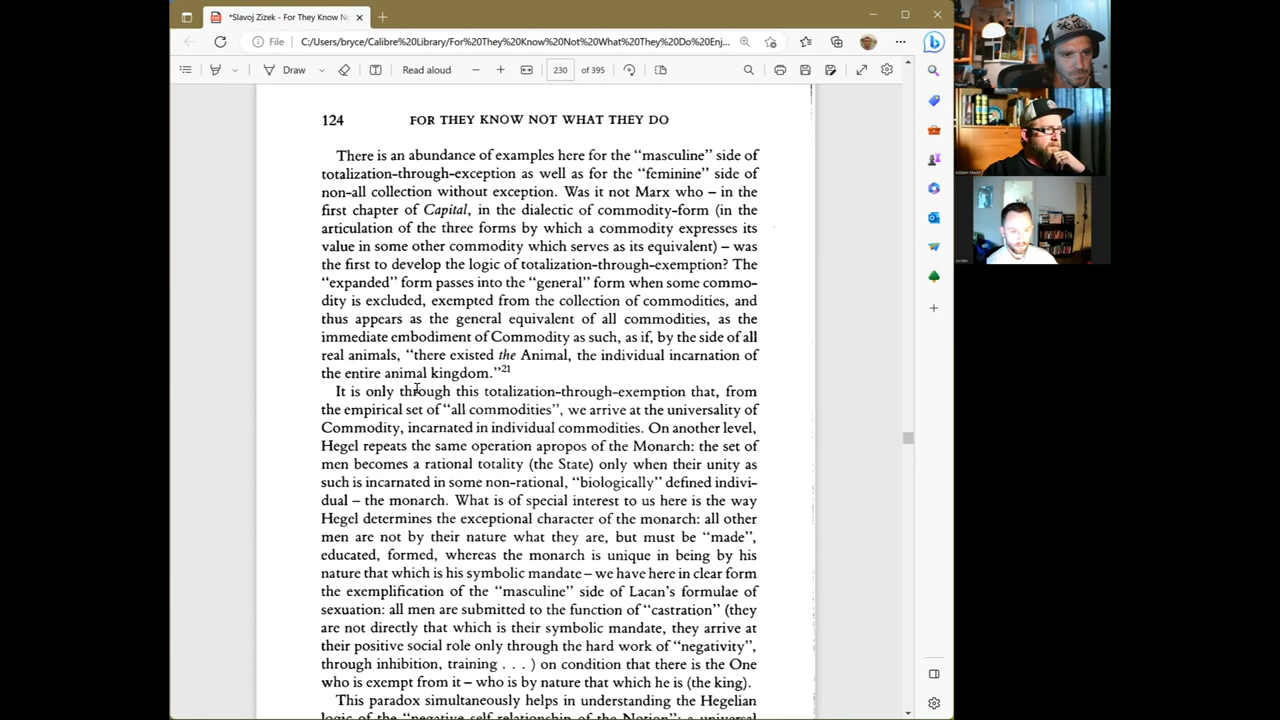 *Slavoj Zizek - For They Know No
File
C:/Users/bryce/Calibre%20Library/For%20They%20Know%20Not%20What%20They%20Do%20Enj...
Draw
Read aloud
230
of 395
124
FOR THEY KNOW NOT WHAT THEY DO
There is an abundance of examples here for the “masculine” side of
totalization-through-exception as well as for the “feminine” side of
non-all collection without exception. Was it not Marx who – in the
first chapter of Capital, in the dialectic of commodity-form (in the
articulation of the three forms by which a commodity expresses its
value in some other commodity which serves as its equivalent) – was
the first to develop the logic of totalization-through-exemption? The
“expanded” form passes into the “general” form when some commo-
dity is excluded, exempted from the collection of commodities, and
thus appears as the general equivalent of all commodities, as the
immediate embodiment of Commodity as such, as if, by the side of all
real animals, “there existed the Animal, the individual incarnation of
the entire animal kingdom.”21
It is only through this totalization-through-exemption that, from
the empirical set of “all commodities”, we arrive at the universality of
Commodity, incarnated in individual commodities. On another level,
Hegel repeats the same operation apropos of the Monarch: the set of
men becomes a rational totality (the State) only when their unity as
such is incarnated in some non-rational, “biologically” defined indivi-
dual – the monarch. What is of special interest to us here is the way
Hegel determines the exceptional character of the monarch: all other
men are not by their nature what they are, but must be “made”,
educated, formed, whereas the monarch is unique in being by his
nature that which is his symbolic mandate – we have here in clear form
the exemplification of the “masculine” side of Lacan’s formulae of
sexuation: all men are submitted to the function of “castration” (they
are not directly that which is their symbolic mandate, they arrive at
their positive social role only through the hard work of “negativity”,
through inhibition, training . . . ) on condition that there is the One
who is exempt from it – who is by nature that which he is (the king).
This paradox simultaneously helps in understanding the Hegelian
logic of the “negative self-relationship of the Notion”: a universal
Jordan